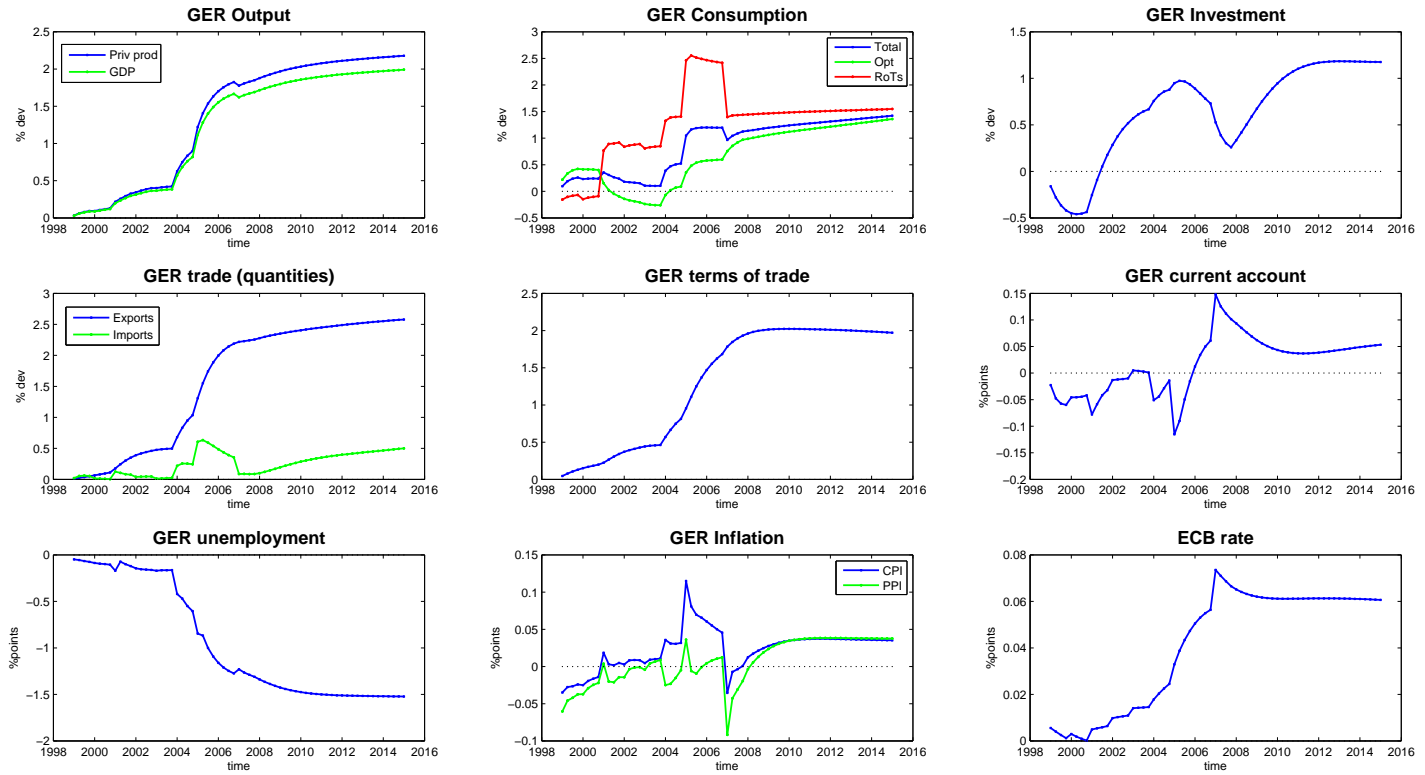 GER Output
% dev
2.5
2
1.5
1
0.5
0
Priv prod
GDP
1998 2000 2002 2004 2006 2008 2010 2012 2014 2016
time
GER Consumption
% dev
3
2.5
2
1.5
1
0.5
0
−0.5
Total
Opt
RoTs
1998 2000 2002 2004 2006 2008 2010 2012 2014 2016
time
GER Investment
% dev
1.5
1
0.5
0
−0.5
1998 2000 2002 2004 2006 2008 2010 2012 2014 2016
time
GER trade (quantities)
% dev
3
2.5
2
1.5
1
0.5
0
Exports
Imports
1998 2000 2002 2004 2006 2008 2010 2012 2014 2016
time
GER terms of trade
2.5
2
1.5
1
0.5
0
1998 2000 2002 2004 2006 2008 2010 2012 2014 2016
time
GER current account
%points
0.15
0.1
0.05
0
−0.05
−0.1
−0.15
−0.2
1998 2000 2002 2004 2006 2008 2010 2012 2014 2016
time
GER unemployment
%points
0
−0.5
−1
−1.5
−2
1998 2000 2002 2004 2006 2008 2010 2012 2014 2016
time
GER Inflation
%points
0.15
0.1
0.05
0
−0.05
−0.1
CPI
PPI
1998 2000 2002 2004 2006 2008 2010 2012 2014 2016
time
ECB rate
%points
0.08
0.06
0.04
0.02
0
1998 2000 2002 2004 2006 2008 2010 2012 2014 2016
time